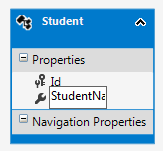 Student
Properties
Id
StudentNa
Navigation Properties